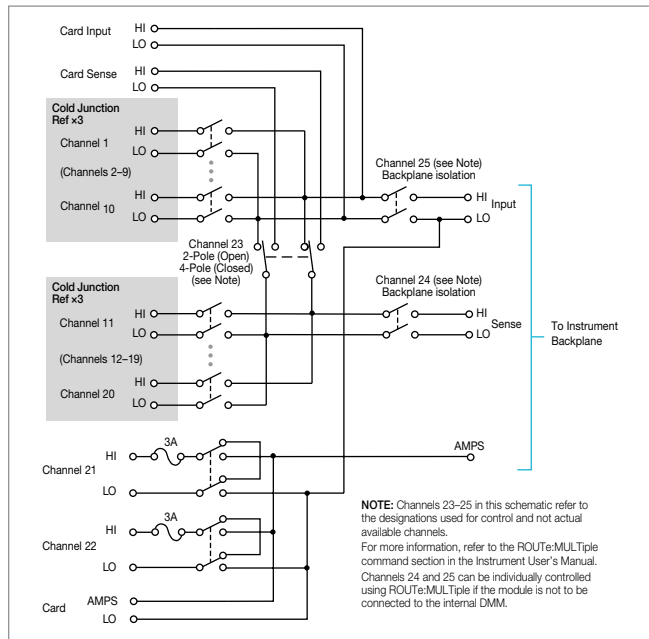 Card Input HI
LO
Card Sense HI
LO
Cold Junction
Ref ×3
HI
Channel 1
LO
(Channels 2–9)
HI
Channel 10
LO
Channel 25 (see Note)
Backplane isolation
HI
Input
LO
Channel 23
2-Pole (Open)
4-Pole (Closed)
(see Note)
Cold Junction
Ref ×3
HI
Channel 11
LO
(Channels 12–19)
HI
Channel 20
LO
Channel 24 (see Note)
Backplane isolation
HI
Sense
LO
To Instrument
Backplane
AMPS
3A
HI
Channel 21
LO
3A
HI
Channel 22
LO
AMPS
Card
LO
NOTE: Channels 23–25 in this schematic refer to
the designations used for control and not actual
available channels.
For more information, refer to the ROUTe:MULTiple
command section in the Instrument User's Manual.
Channels 24 and 25 can be individually controlled
using ROUTe:MULTiple if the module is not to be
connected to the internal DMM.